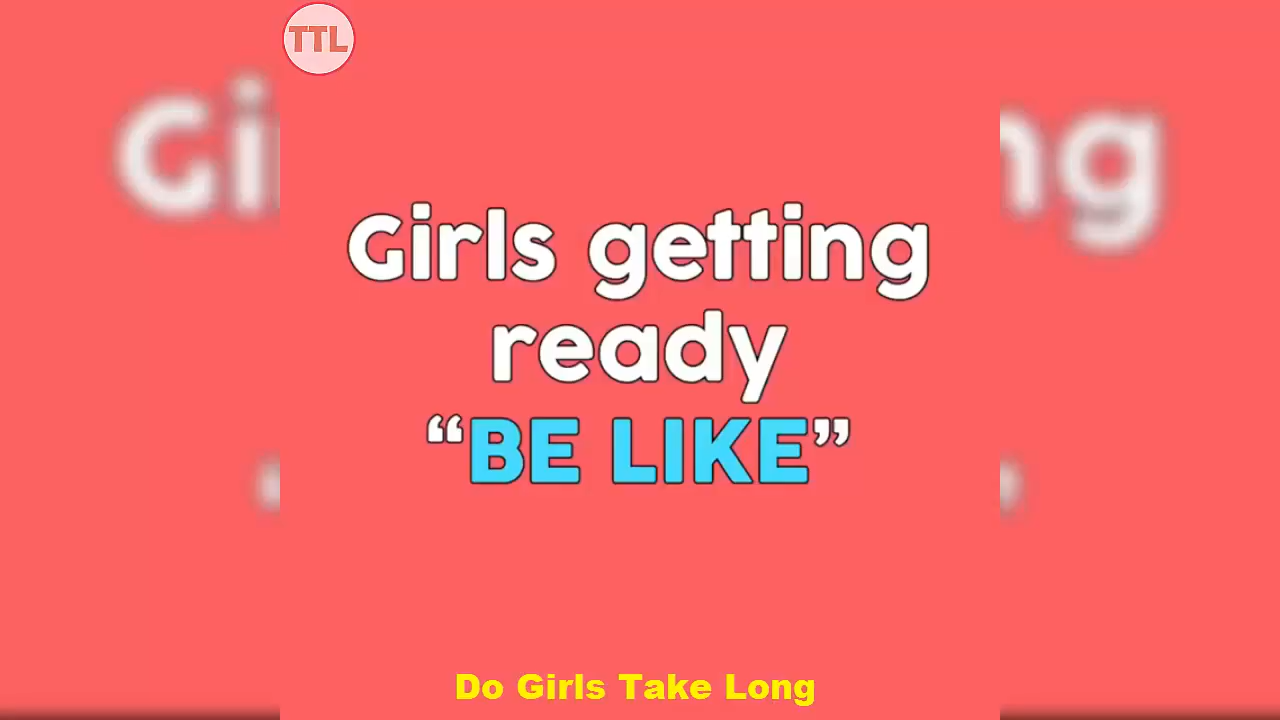 TTL
Girls getting
ready
“BE LIKE”
Do Girls Take Long